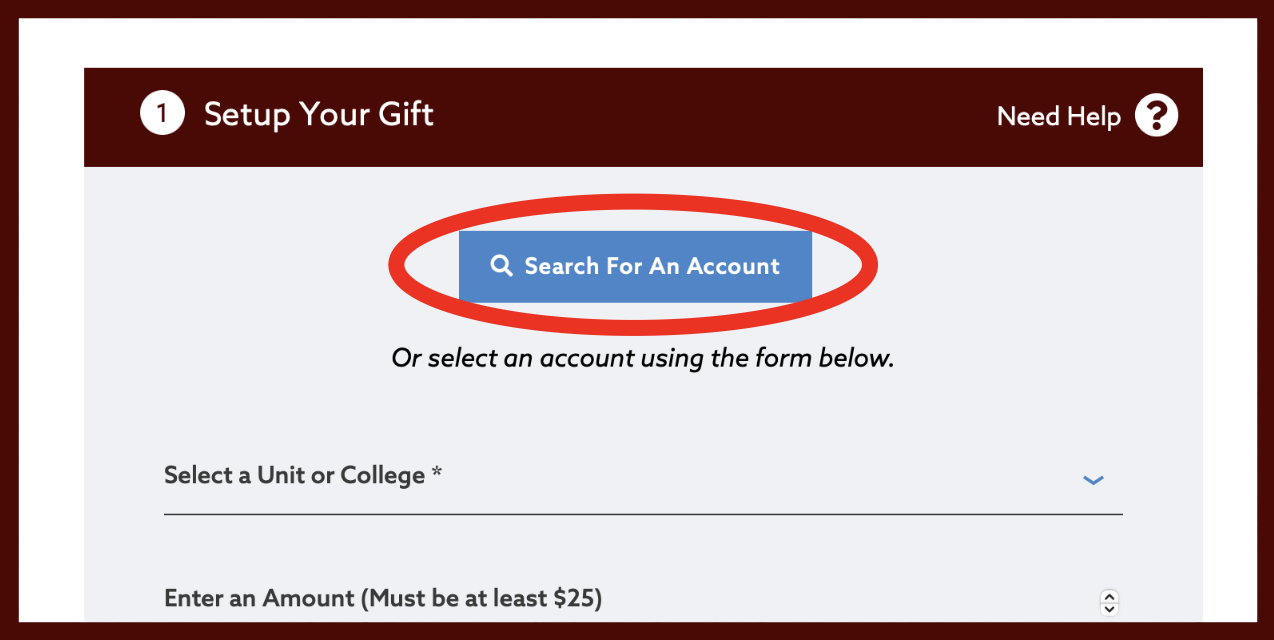 1 Setup Your Gift
Need Help ?
Search For An Account
Or select an account using the form below.
Select a Unit or College *
Enter an Amount (Must be at least $25)